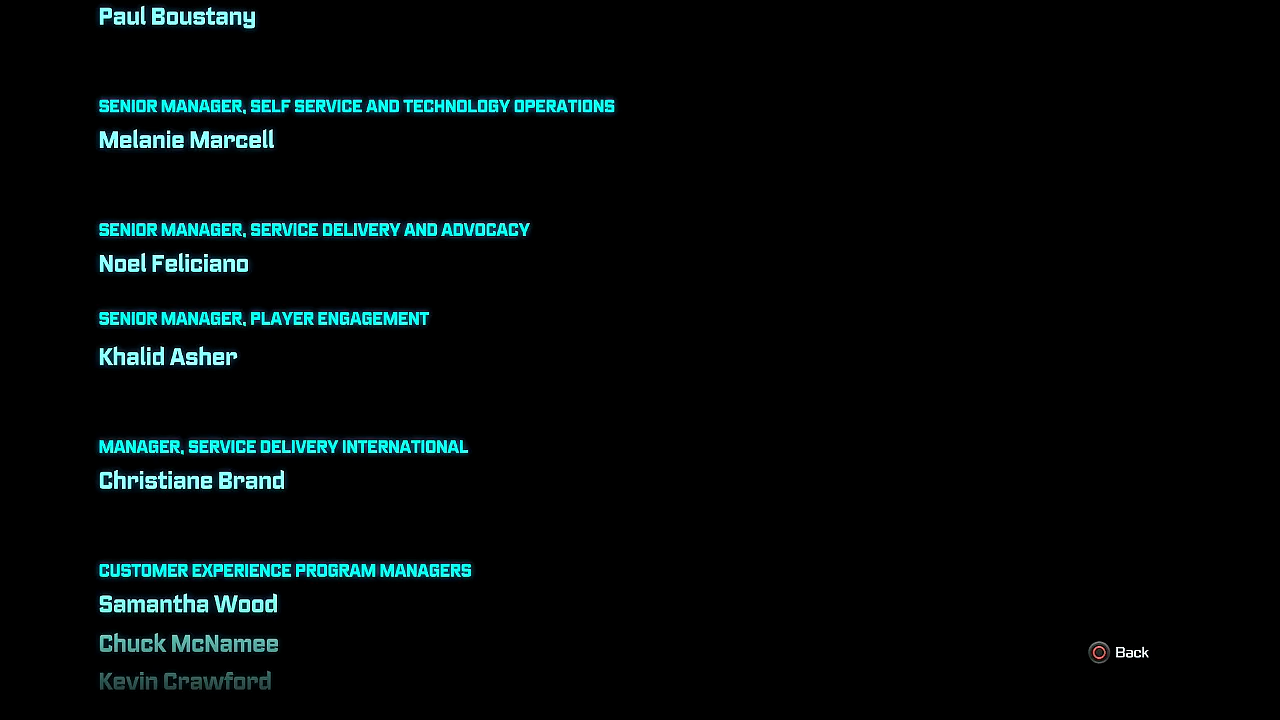 Paul Boustany
SENIOR MANAGER, SELF SERVICE AND TECHNOLOGY OPERATIONS
Melanie Marcell
SENIOR MANAGER, SERVICE DELIVERY AND ADVOCACY
Noel Feliciano
SENIOR MANAGER, PLAYER ENGAGEMENT
Khalid Asher
MANAGER, SERVICE DELIVERY INTERNATIONAL
Christiane Brand
CUSTOMER EXPERIENCE PROGRAM MANAGERS
Samantha Wood
Chuck McNamee
Kevin Crawford
Back